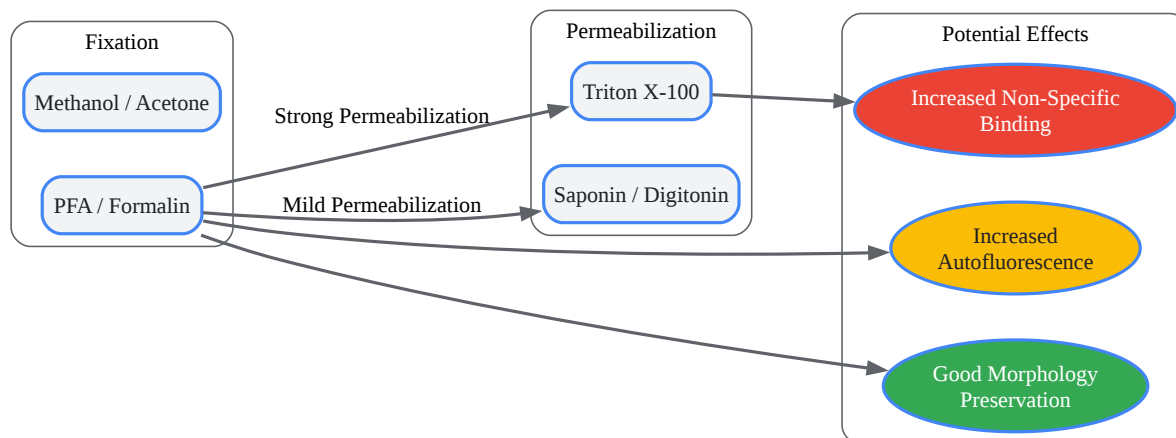 Fixation
Methanol / Acetone
PFA / Formalin
Strong Permeabilization
Mild Permeabilization
Permeabilization
Triton X-100
Saponin / Digitonin
Potential Effects
Increased Non-Specific
Binding
Increased
Autofluorescence
Good Morphology
Preservation